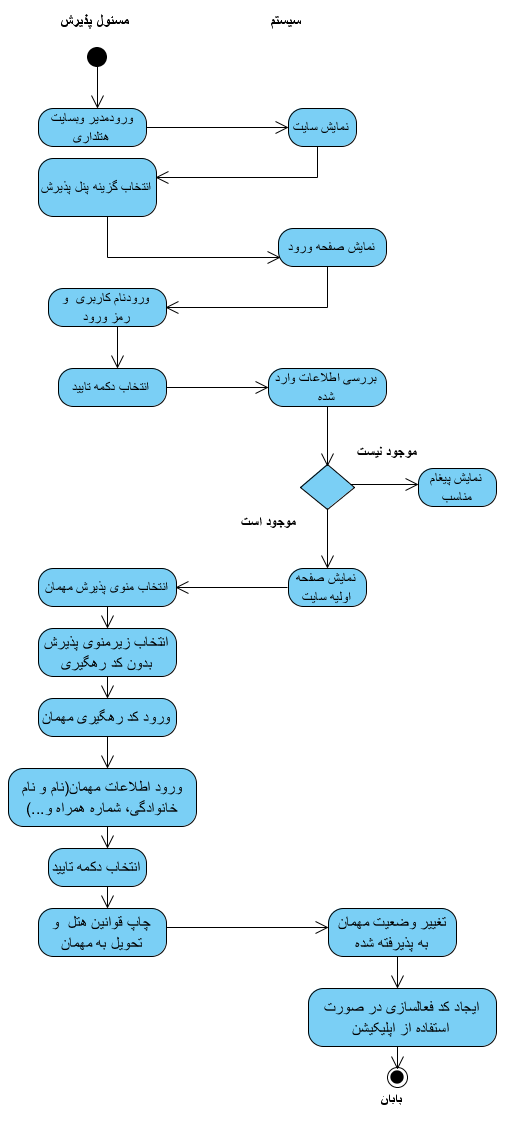 مسئول پذیرش
سیستم
ورودمدیر وبسایت
هتلداری
نمایش سایت
انتخاب گزینه پنل پذیرش
نمایش صفحه ورود
ورودنام کاربری و
رمز ورود
انتخاب دکمه تایید
بررسی اطلاعات وارد
شده
موجود نیست
نمایش پیغام
مناسب
موجود است
نمایش صفحه
اولیه سایت
انتخاب منوی پذیرش مهمان
انتخاب زیرمنوی پذیرش
بدون کد رهگیری
ورود کد رهگیری مهمان
ورود اطلاعات مهمان(نام و نام
خانوادگی، شماره همراه و...)
انتخاب دکمه تایید
چاپ قوانین هتل و
تحویل به مهمان
تغییر وضعیت مهمان
به پذیرفته شده
ایجاد کد فعالسازی در صورت
استفاده از اپلیکیشن
پایان